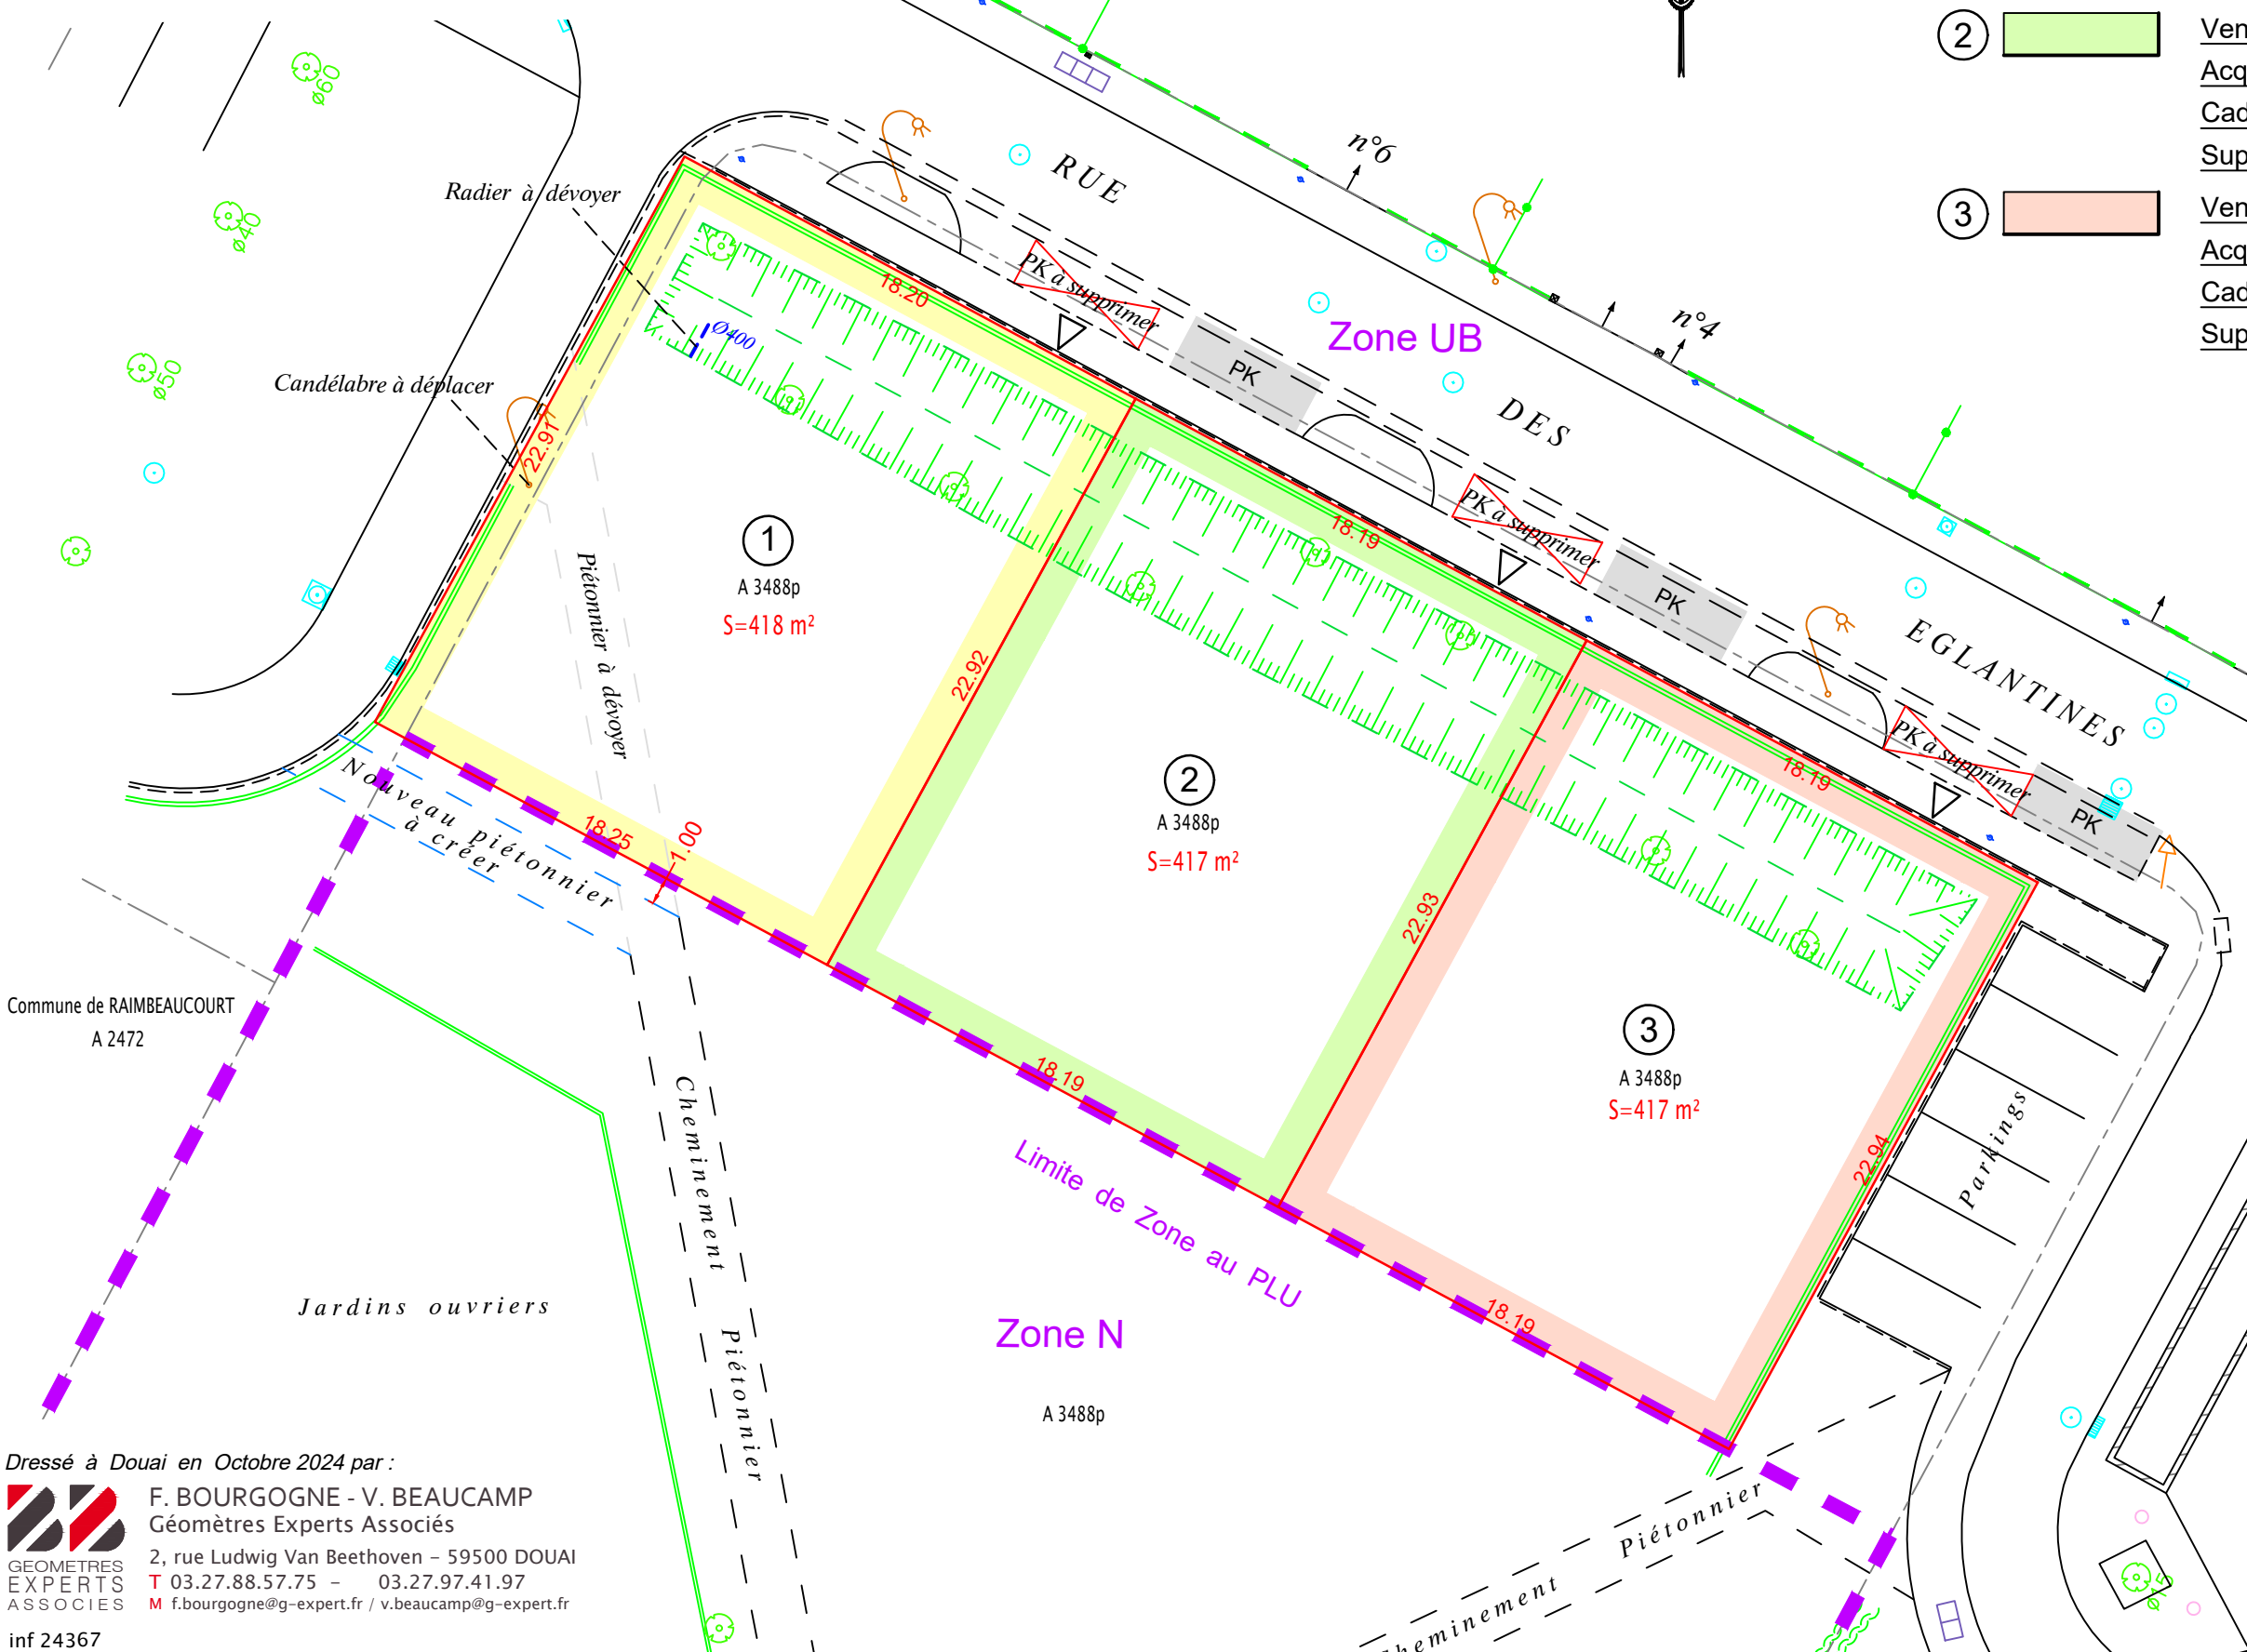 2
Ven
Acq
Cad
Sup
3
Ven
Acq
Cad
Sup
ø60
ø40
ø50
n°6
n°4
RUE
DES
EGLANTINES
Zone UB
Radier à dévoyer
Ø400
Candélabre à déplacer
PK à supprimer
PK
PK à supprimer
PK
PK à supprimer
PK
18.20
18.19
18.19
22.91
22.92
22.93
22.94
1
A 3488p
S=418 m²
2
A 3488p
S=417 m²
3
A 3488p
S=417 m²
Piétonnier à dévoyer
Nouveau piétonnier
à créer
18.25
1.00
18.19
18.19
Limite de Zone au PLU
Zone N
A 3488p
Commune de RAIMBEAUCOURT
A 2472
Cheminement Piétonnier
Jardins ouvriers
Parkings
heminement Piétonnier
ø45
Dressé à Douai en Octobre 2024 par :
F. BOURGOGNE - V. BEAUCAMP
Géomètres Experts Associés
2, rue Ludwig Van Beethoven – 59500 DOUAI
T 03.27.88.57.75 – 03.27.97.41.97
M f.bourgogne@g-expert.fr / v.beaucamp@g-expert.fr
GEOMETRES
EXPERTS
ASSOCIES
inf 24367